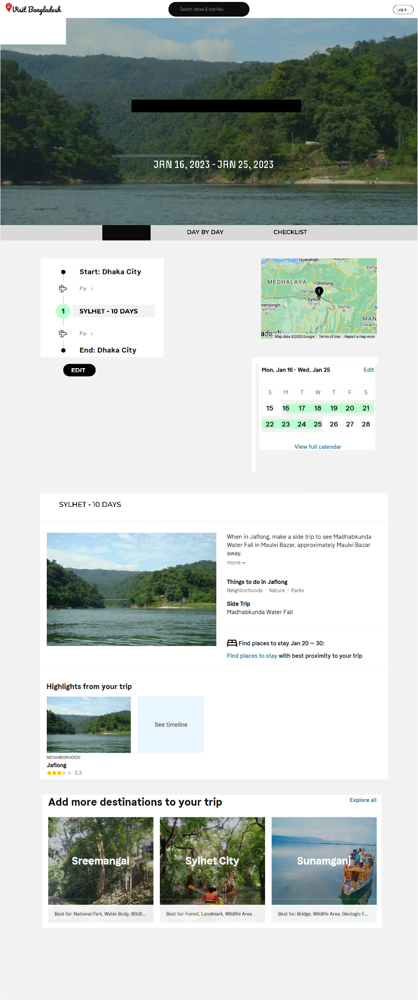 Visit Bangladesh
Search places & activities
Log in
JAN 16, 2023 - JAN 25, 2023
DAY BY DAY
CHECKLIST
Start: Dhaka City
Fly >
1
SYLHET - 10 DAYS
Fly >
End: Dhaka City
EDIT
Guwahati
Nagaon
Dima
MEGHALAYA
Shillong
Cherrapu
1
Sylhet
সিলেট
Silchar
nensingh
মনসিংহ
MAN
Churacha
Google
Map data ©2023 Google
Terms of Use
Report a map error
Mon, Jan 16 - Wed, Jan 25
Edit
S M T W T F S
15 16 17 18 19 20 21
22 23 24 25 26 27 28
View full calendar
SYLHET - 10 DAYS
When in Jaflong, make a side trip to see Madhabkunda
Water Fall in Maulvi Bazar, approximately Maulvi Bazar
away.
more
Things to do in Jaflong
Neighborhoods · Nature · Parks
Side Trip
Madhabkunda Water Fall
Find places to stay Jan 20 — 30:
Find places to stay with best proximity to your trip
Highlights from your trip
See timeline
NEIGHBORHOOD
Jaflong
3.3
Add more destinations to your trip
Explore all
Sreemangal
Sylhet City
Sunamganj
Best for: National Park, Water Body, Wildli...
Best for: Forest, Landmark, Wildlife Area
Best for: Bridge, Wildlife Area, Geologic F...